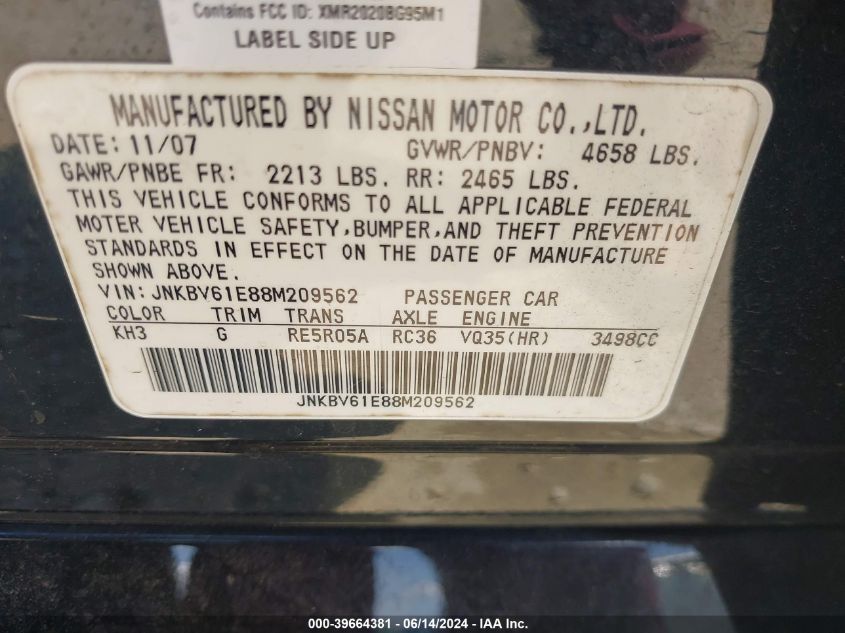 Contains FCC ID: XMR2020BG95M1
LABEL SIDE UP
MANUFACTURED BY NISSAN MOTOR CO.,LTD.
DATE: 11/07 GVWR/PNBV: 4658 LBS.
GAWR/PNBE FR: 2213 LBS. RR: 2465 LBS.
THIS VEHICLE CONFORMS TO ALL APPLICABLE FEDERAL
MOTER VEHICLE SAFETY,BUMPER,AND THEFT PREVENTION
STANDARDS IN EFFECT ON THE DATE OF MANUFACTURE
SHOWN ABOVE.
VIN: JNKBV61E88M209562 PASSENGER CAR
COLOR TRIM TRANS AXLE ENGINE
KH3 G RE5R05A RC36 VQ35(HR) 3498CC
JNKBV61E88M209562
000-39664381 - 06/14/2024 - IAA Inc.